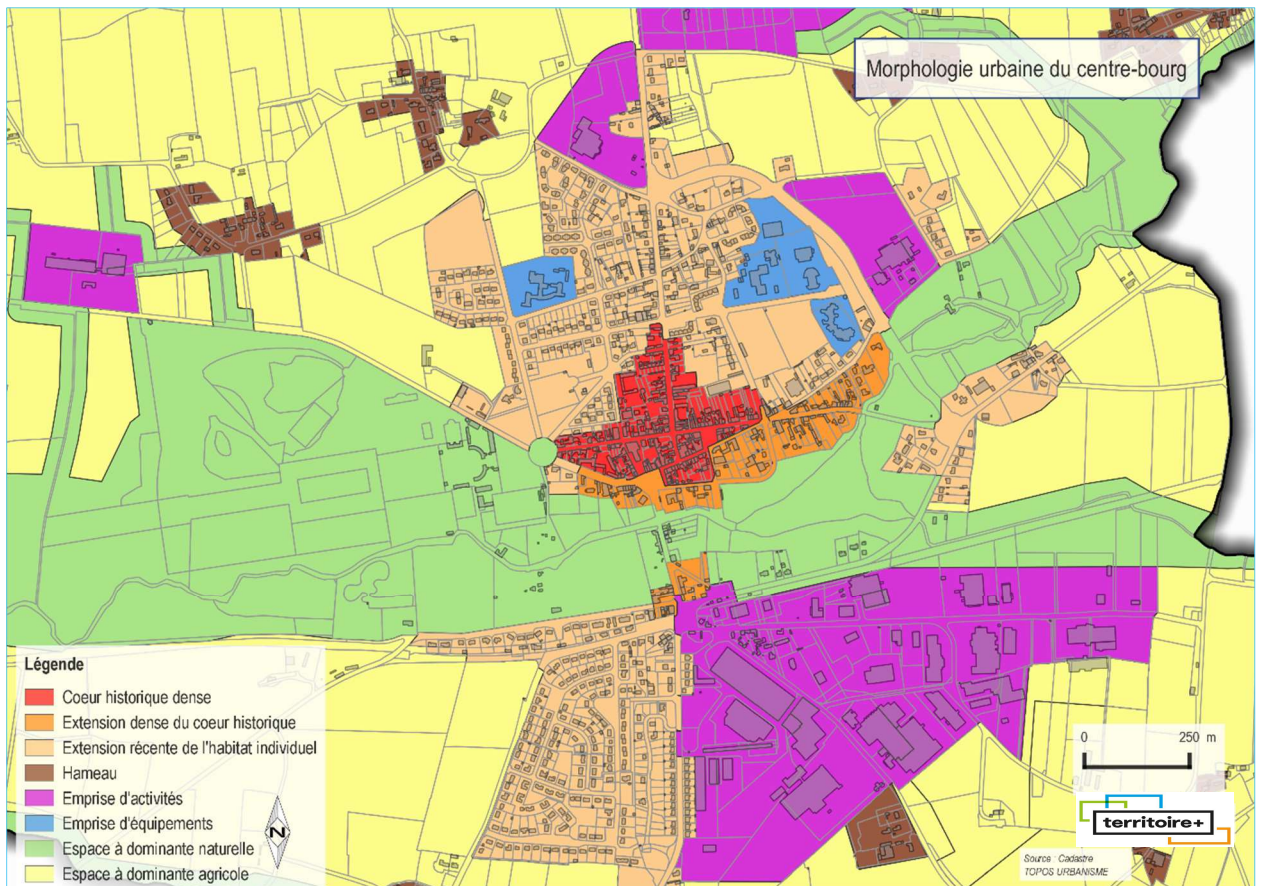 Morphologie urbaine du centre-bourg
Légende
Coeur historique dense
Extension dense du coeur historique
Extension récente de l'habitat individuel
Hameau
Emprise d'activités
Emprise d'équipements
Espace à dominante naturelle
Espace à dominante agricole
N
0 250 m
territoire+
Source : Cadastre
TOPOS URBANISME